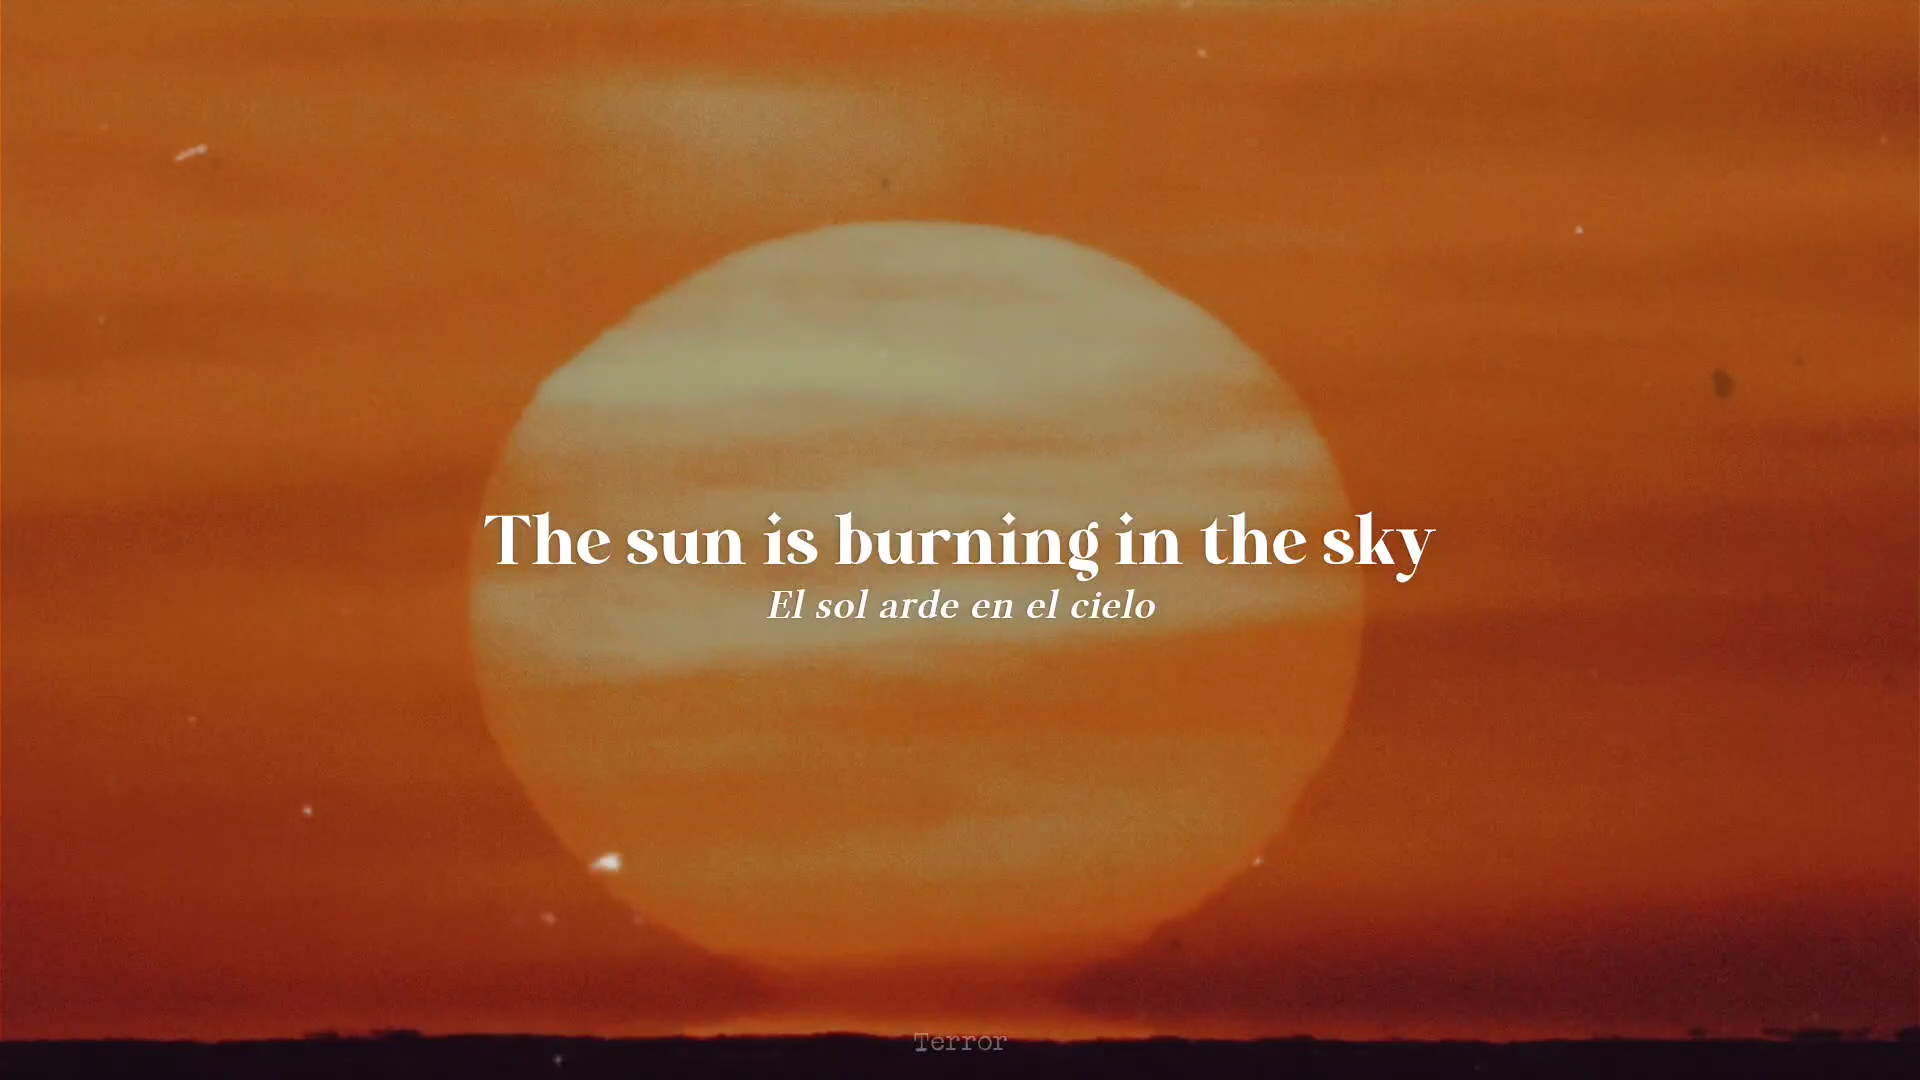 The sun is burning in the sky
El sol arde en el cielo
Terror